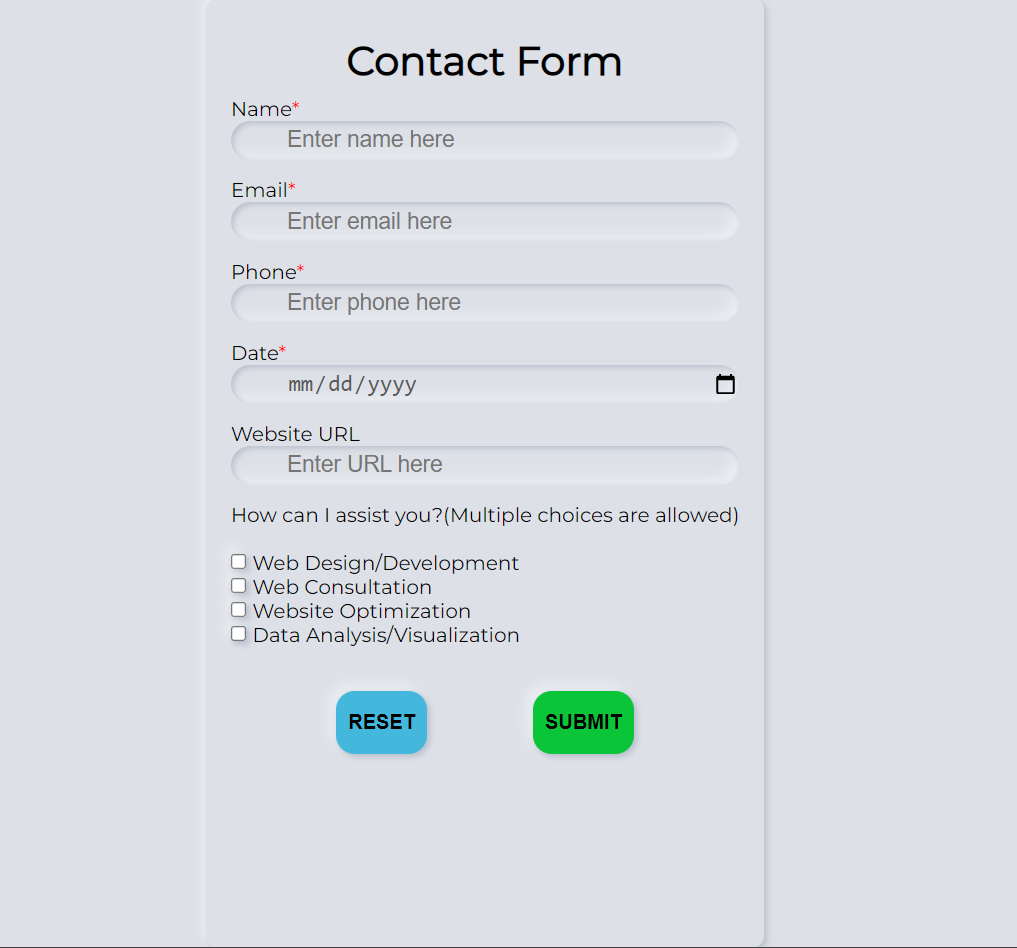 Contact Form
Name*
Enter name here
Email*
Enter email here
Phone*
Enter phone here
Date*
mm/dd/yyyy
Website URL
Enter URL here
How can I assist you?(Multiple choices are allowed)
Web Design/Development
Web Consultation
Website Optimization
Data Analysis/Visualization
RESET SUBMIT